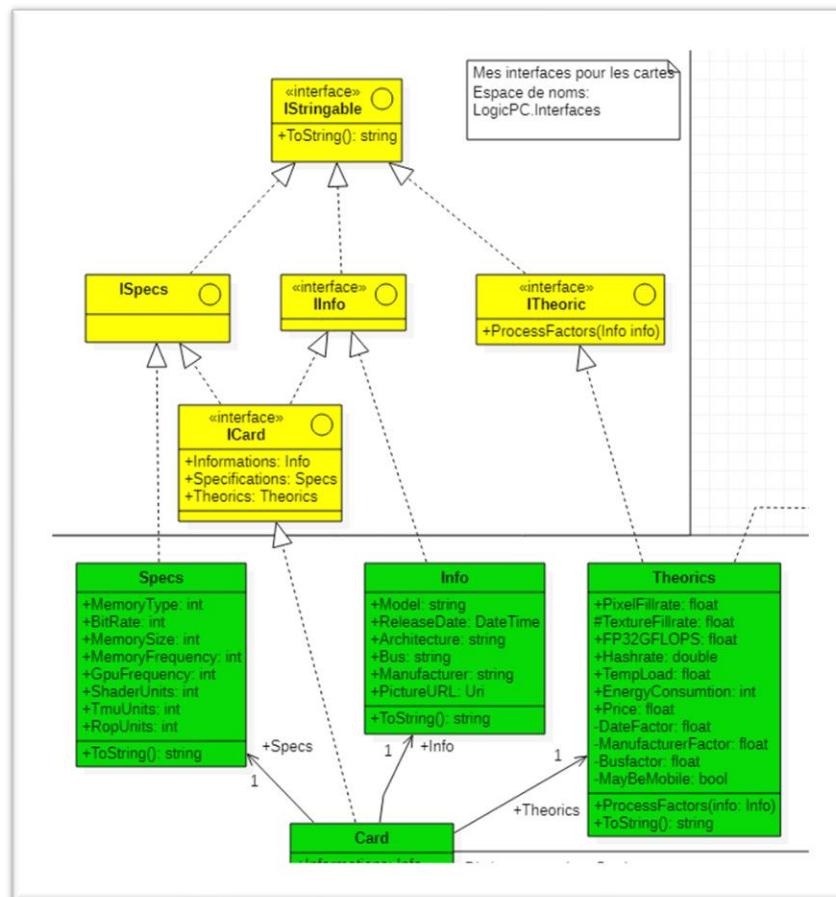 Mes interfaces pour les cartes
Espace de noms:
LogicPC.Interfaces
«interface»
IStringable
+ToString(): string
ISpecs
«interface»
IInfo
«interface»
ITheoric
+ProcessFactors(Info info)
«interface»
ICard
+Informations: Info
+Specifications: Specs
+Theorics: Theorics
Specs
+MemoryType: int
+BitRate: int
+MemorySize: int
+MemoryFrequency: int
+GpuFrequency: int
+ShaderUnits: int
+TmuUnits: int
+RopUnits: int
+ToString(): string
Info
+Model: string
+ReleaseDate: DateTime
+Architecture: string
+Bus: string
+Manufacturer: string
+PictureURL: Uri
+ToString(): string
Theorics
+PixelFillrate: float
#TextureFillrate: float
+FP32GFLOPS: float
+Hashrate: double
+TempLoad: float
+EnergyConsumtion: int
+Price: float
-DateFactor: float
-ManufacturerFactor: float
-Busfactor: float
-MayBeMobile: bool
+ProcessFactors(info: Info)
+ToString(): string
+Specs
1
1
+Info
1
+Theorics
Card